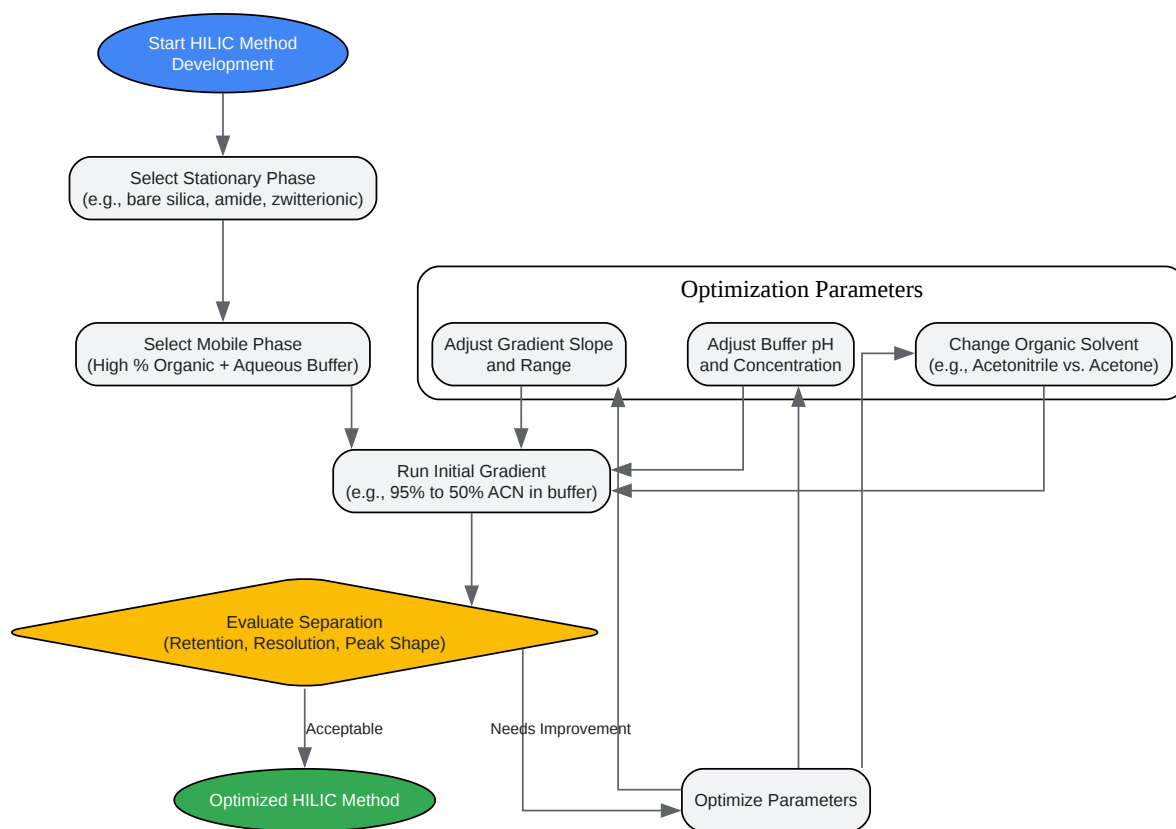 Start HILIC Method
Development
Select Stationary Phase
(e.g., bare silica, amide, zwitterionic)
Optimization Parameters
Select Mobile Phase
(High % Organic + Aqueous Buffer)
Adjust Gradient Slope
and Range
Adjust Buffer pH
and Concentration
Change Organic Solvent
(e.g., Acetonitrile vs. Acetone)
Run Initial Gradient
(e.g., 95% to 50% ACN in buffer)
Evaluate Separation
(Retention, Resolution, Peak Shape)
Acceptable
Needs Improvement
Optimized HILIC Method
Optimize Parameters